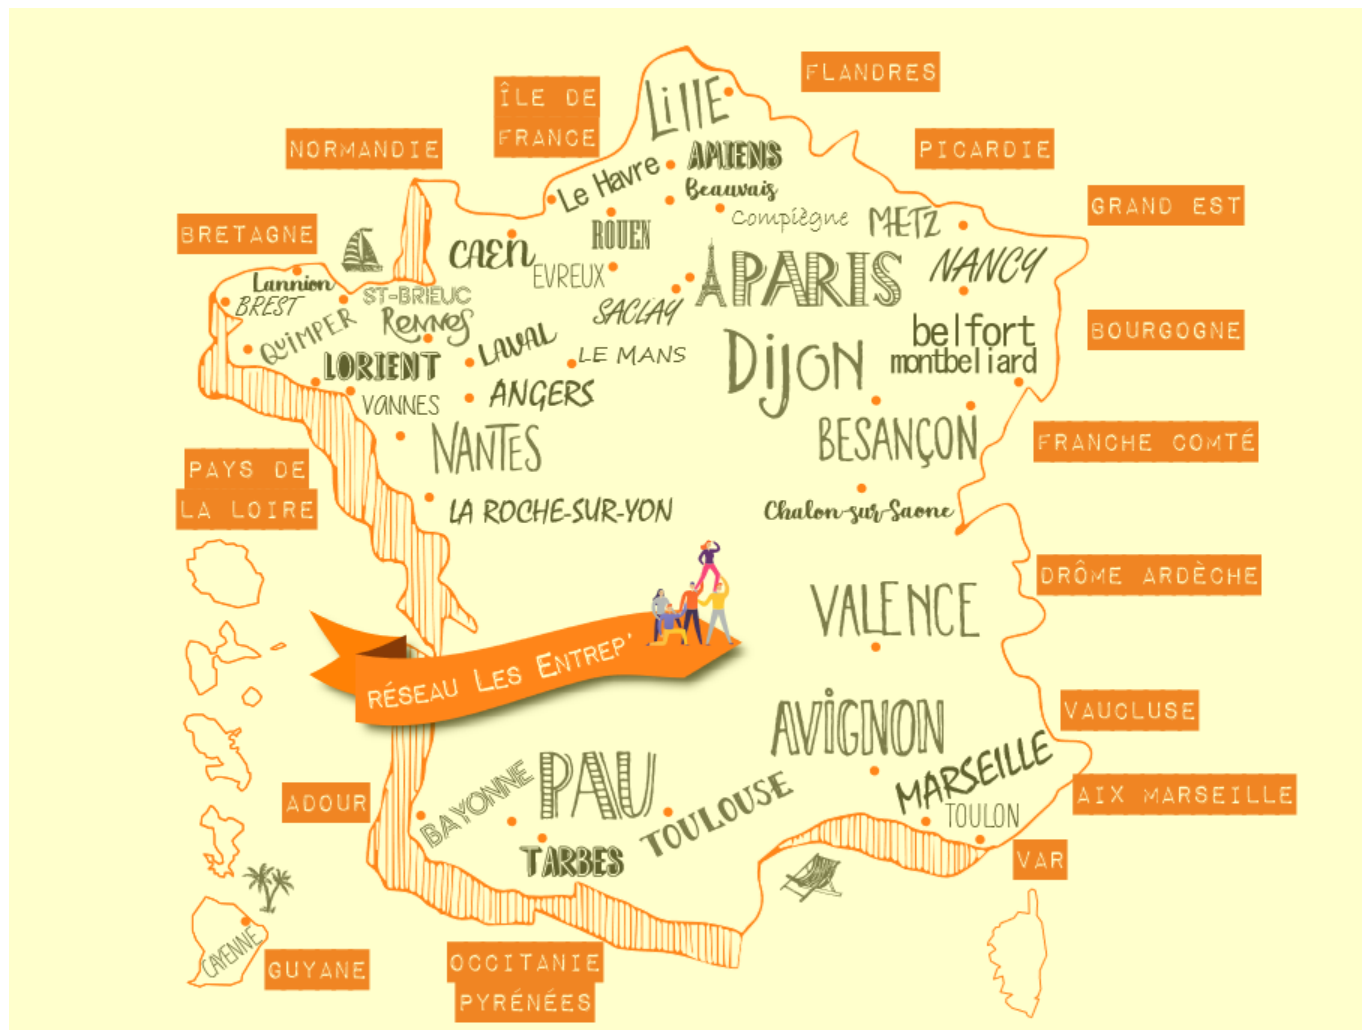 FLANDRES
ÎLE DE
FRANCE
NORMANDIE
PICARDIE
GRAND EST
BRETAGNE
LillE
AMIENS
Le Havre
Beauvais
Compiègne
METZ
ROUEN
CAEN
EVREUX
PARIS
NANCY
Lannion
BREST
ST-BRIEUC
SACLAY
QUIMPER
Rennes
LAVAL
LE MANS
DIJON
belfort
montbeliard
BOURGOGNE
LORIENT
VANNES
ANGERS
NANTES
BESANÇON
FRANCHE COMTÉ
PAYS DE
LA LOIRE
LA ROCHE-SUR-YON
Chalon-sur-Saone
DRÔME ARDÈCHE
VALENCE
RÉSEAU LES ENTREP'
VAUCLUSE
AVIGNON
MARSEILLE
AIX MARSEILLE
TOULON
ADOUR
BAYONNE
PAU
TOULOUSE
TARBES
VAR
CAYENNE
GUYANE
OCCITANIE
PYRÉNÉES